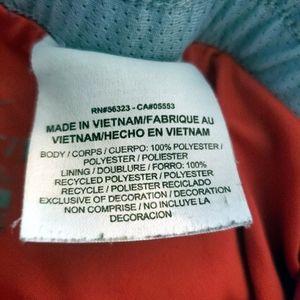 RN#56323 - CA#05553
MADE IN VIETNAM/FABRIQUE AU
VIETNAM/HECHO EN VIETNAM
BODY / CORPS / CUERPO: 100% POLYESTER /
POLYESTER / POLIESTER
LINING / DOUBLURE / FORRO: 100%
RECYCLED POLYESTER / POLYESTER
RECYCLE / POLIESTER RECICLADO
EXCLUSIVE OF DECORATION / DECORATION
NON COMPRISE / NO INCLUYE LA
DECORACION